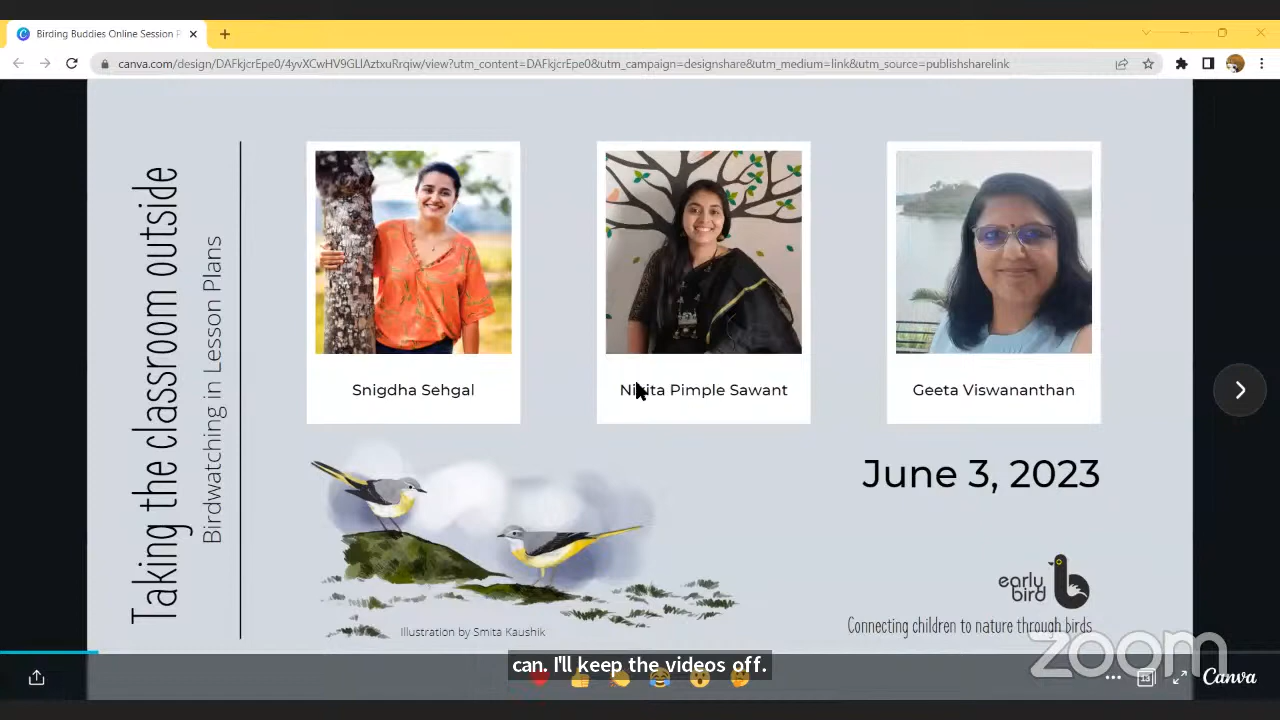 Birding Buddies Online Session
canva.com/design/DAFkjcrEpe0/4yvXCwHV9GLlAztxuRrqiw/view?utm_content=DAFkjcrEpe0&utm_campaign=designshare&utm_medium=link&utm_source=publishsharelink
Taking the classroom outside
Birdwatching in Lesson Plans
Snigdha Sehgal
Nikita Pimple Sawant
Geeta Viswananthan
June 3, 2023
early
bird
Connecting children to nature through birds
Illustration by Smita Kaushik
zoom
can. I'll keep the videos off.
13
Canva